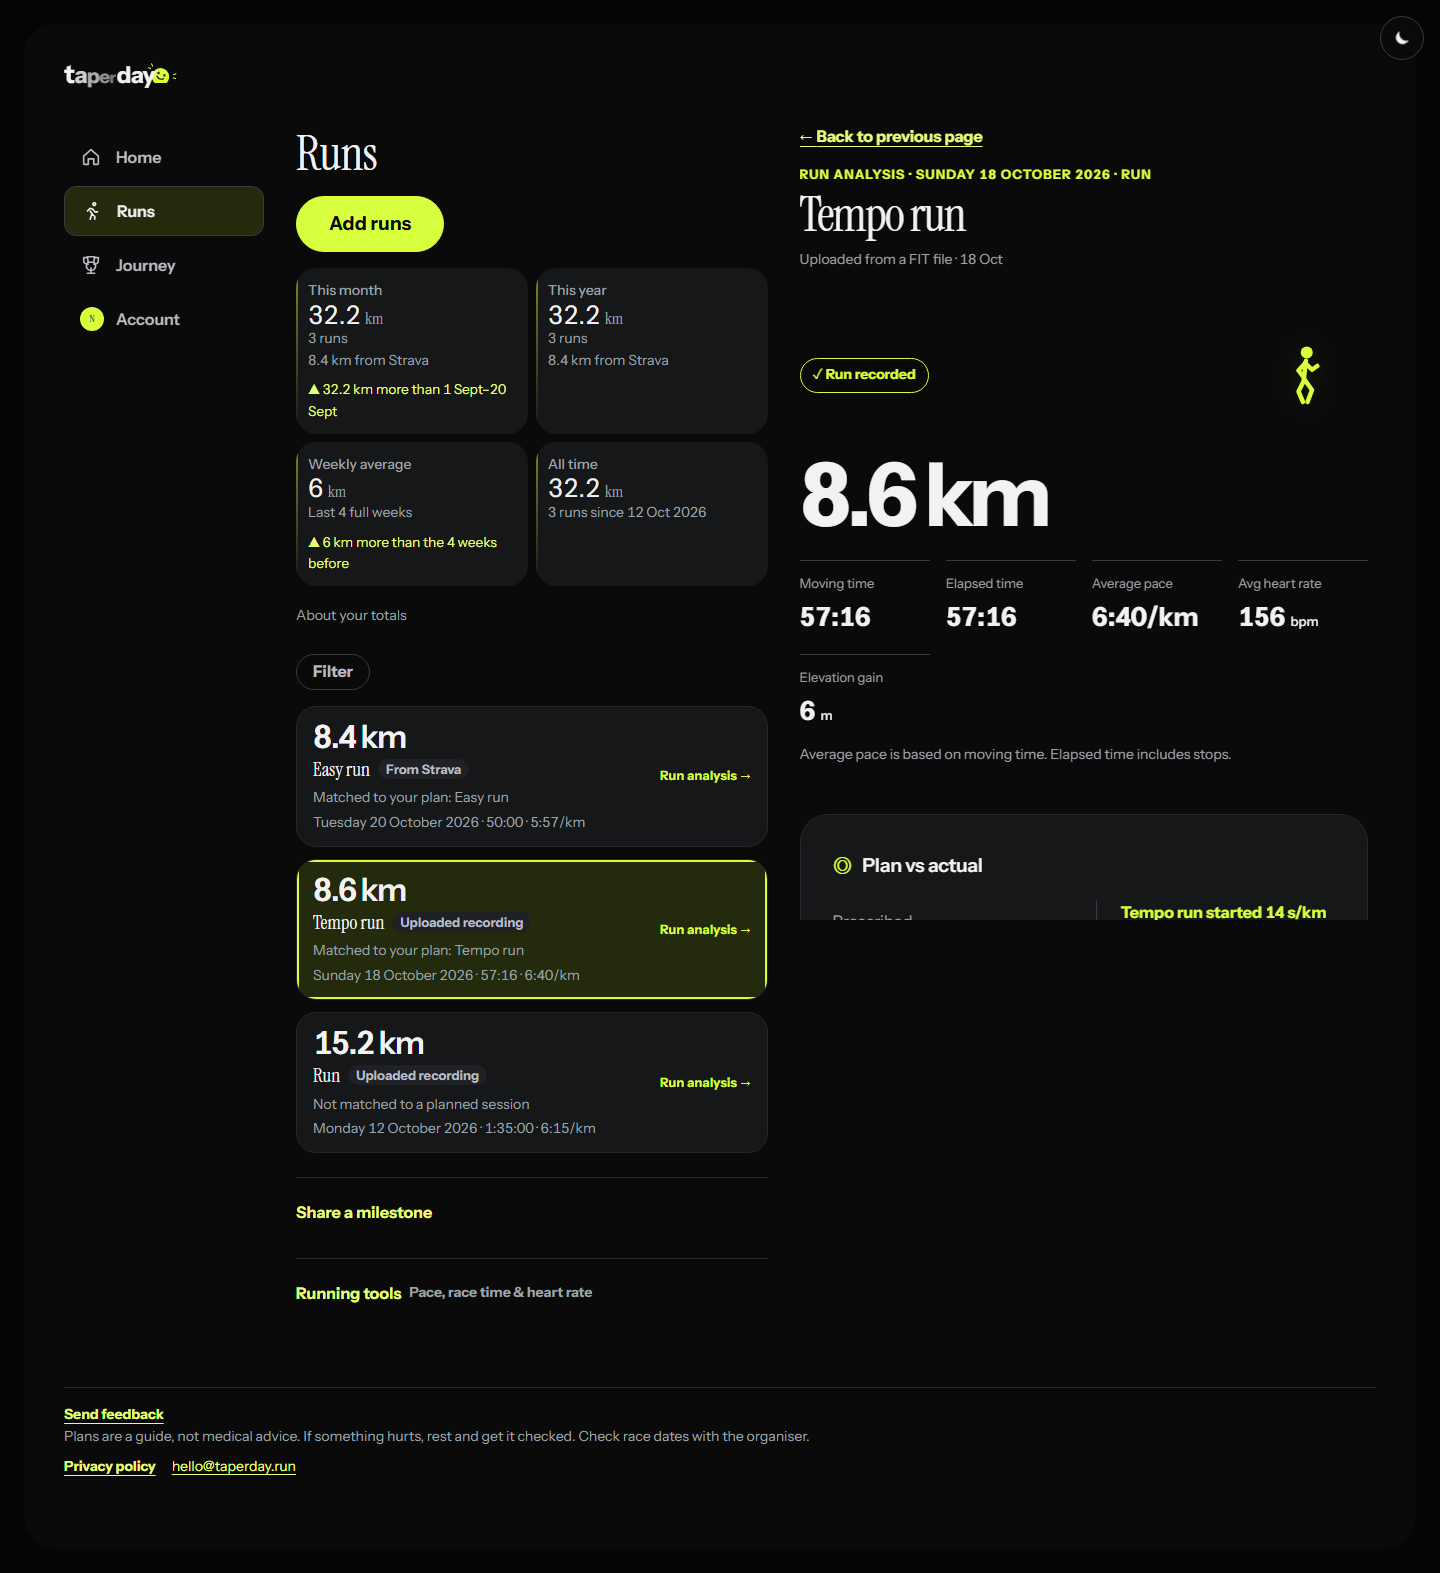 taperday
Home
Runs
Journey
N
Account
Runs
Add runs
This month
32.2 km
3 runs
8.4 km from Strava
▲ 32.2 km more than 1 Sept–20
Sept
This year
32.2 km
3 runs
8.4 km from Strava
Weekly average
6 km
Last 4 full weeks
▲ 6 km more than the 4 weeks
before
All time
32.2 km
3 runs since 12 Oct 2026
About your totals
Filter
8.4 km
Easy run From Strava
Run analysis →
Matched to your plan: Easy run
Tuesday 20 October 2026 · 50:00 · 5:57/km
8.6 km
Tempo run Uploaded recording
Run analysis →
Matched to your plan: Tempo run
Sunday 18 October 2026 · 57:16 · 6:40/km
15.2 km
Run Uploaded recording
Run analysis →
Not matched to a planned session
Monday 12 October 2026 · 1:35:00 · 6:15/km
Share a milestone
Running tools Pace, race time & heart rate
← Back to previous page
RUN ANALYSIS · SUNDAY 18 OCTOBER 2026 · RUN
Tempo run
Uploaded from a FIT file · 18 Oct
✓ Run recorded
8.6 km
Moving time
57:16
Elapsed time
57:16
Average pace
6:40/km
Avg heart rate
156 bpm
Elevation gain
6 m
Average pace is based on moving time. Elapsed time includes stops.
Plan vs actual
Prescribed
Tempo run started 14 s/km
Send feedback
Plans are a guide, not medical advice. If something hurts, rest and get it checked. Check race dates with the organiser.
Privacy policy hello@taperday.run